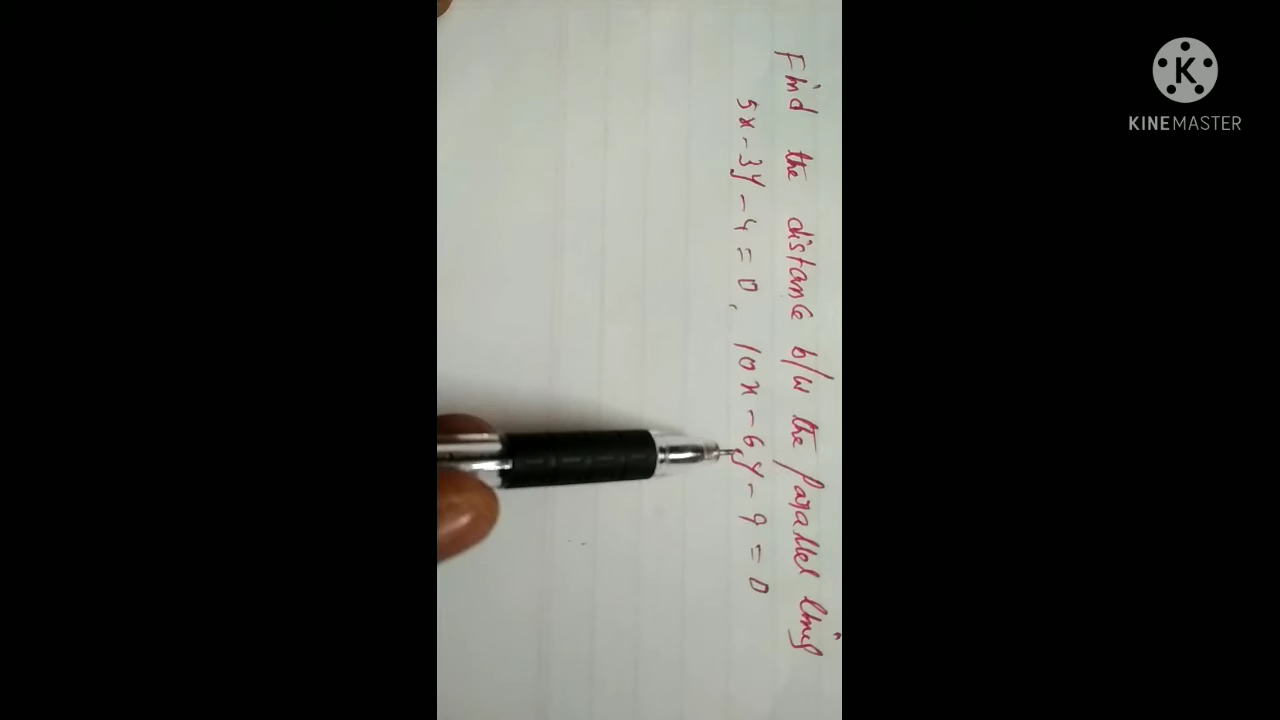 Find the distance b/w the parallel lines
5x-3y-4=0, 10x-6y-9=0
KINEMASTER